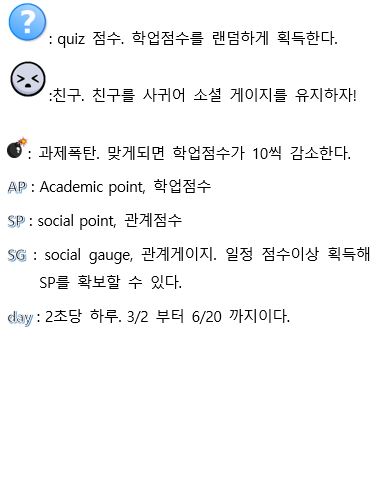 ? : quiz 점수. 학업점수를 랜덤하게 획득한다.
:친구. 친구를 사귀어 소셜 게이지를 유지하자!
: 과제폭탄. 맞게되면 학업점수가 10씩 감소한다.
AP : Academic point, 학업점수
SP : social point, 관계점수
SG : social gauge, 관계게이지. 일정 점수이상 획득해
SP를 확보할 수 있다.
day : 2초당 하루. 3/2 부터 6/20 까지이다.